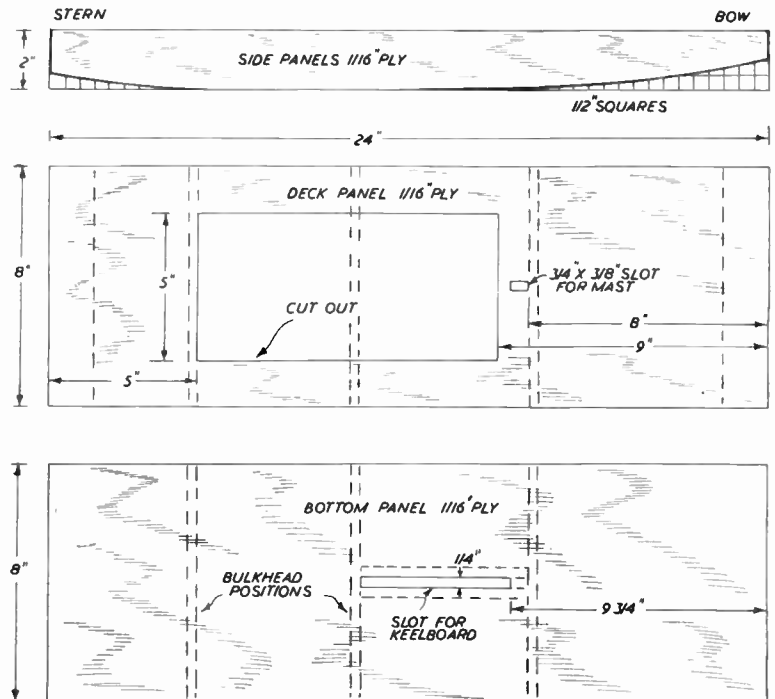 STERN
BOW
2"
SIDE PANELS 1/16" PLY
1/2" SQUARES
24"
DECK PANEL 1/16" PLY
8"
5"
3/4" X 3/8" SLOT
FOR MAST
CUT OUT
8"
9"
5"
BOTTOM PANEL 1/16" PLY
8"
1/4"
BULKHEAD
POSITIONS
SLOT FOR
KEELBOARD
9 3/4"